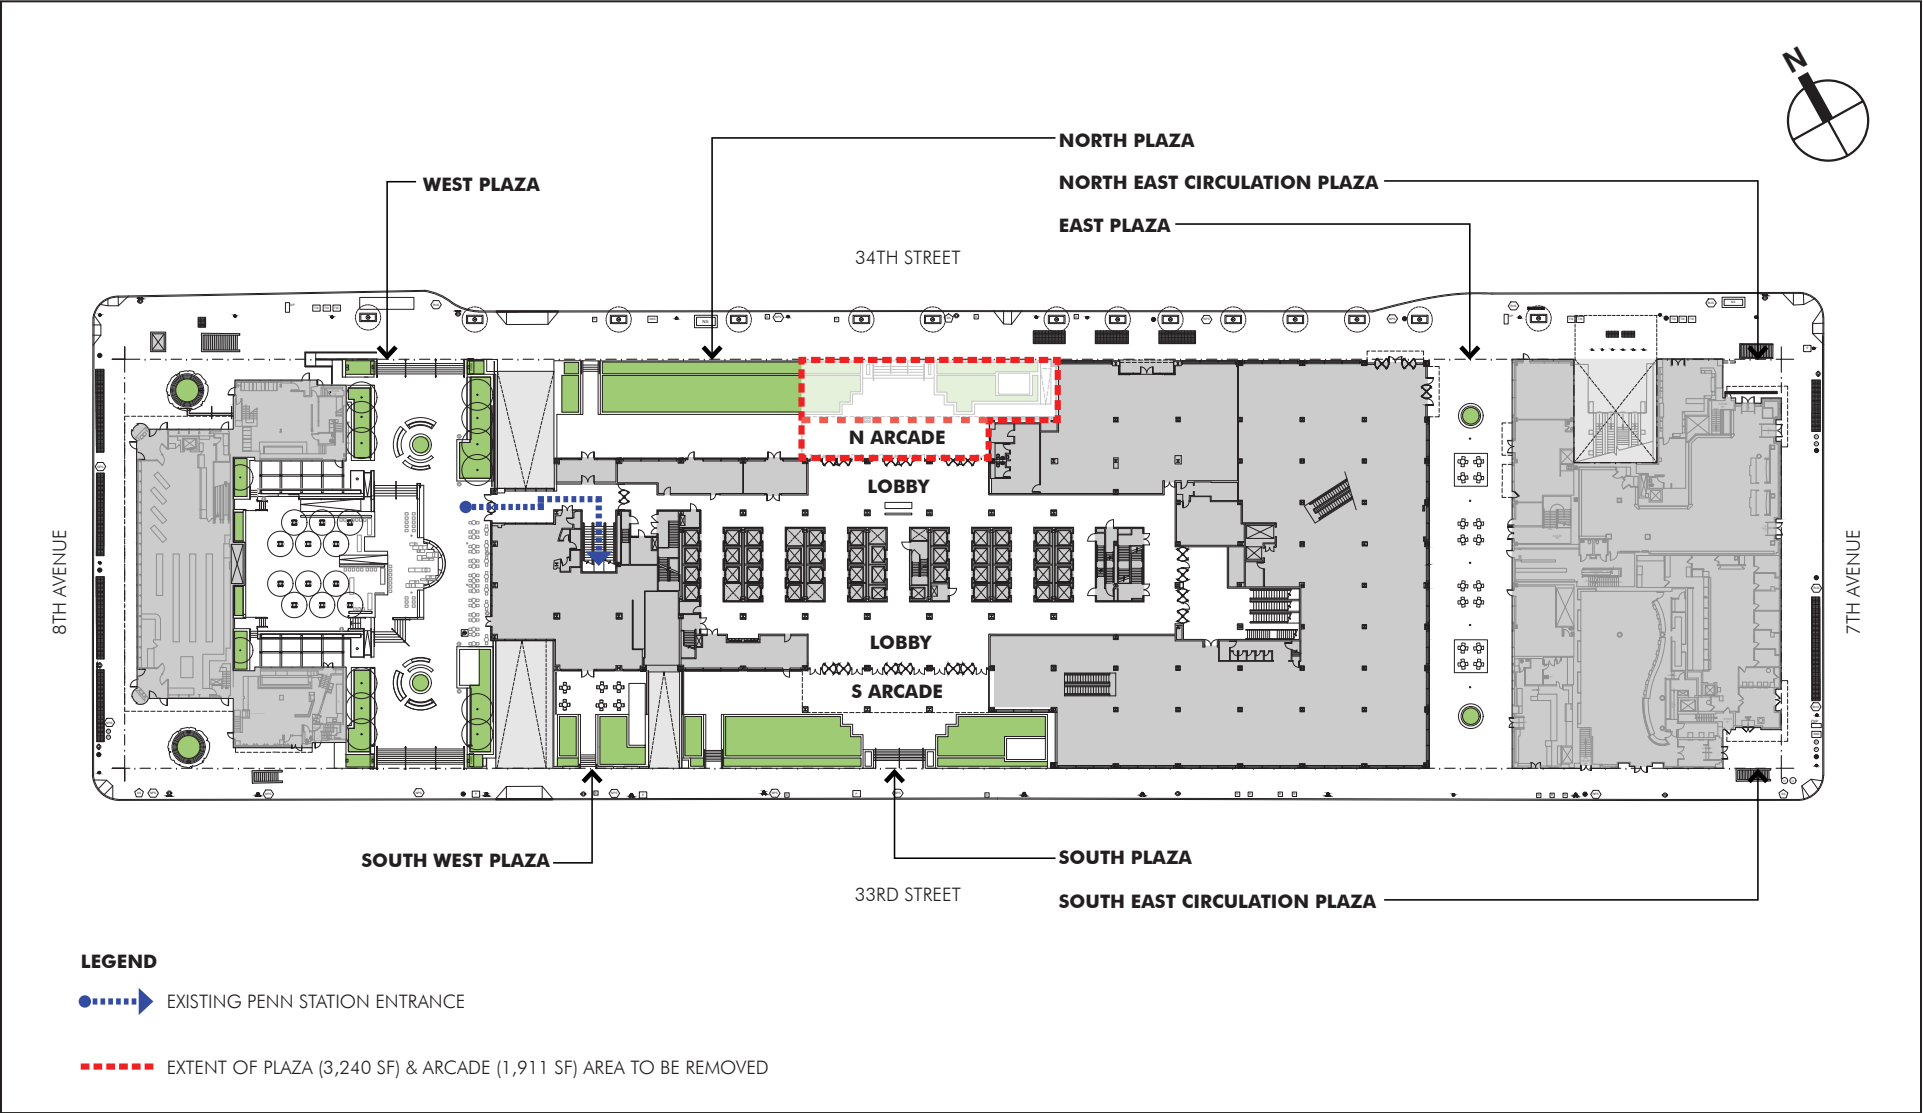 N
NORTH PLAZA
WEST PLAZA
NORTH EAST CIRCULATION PLAZA
EAST PLAZA
34TH STREET
N ARCADE
LOBBY
8TH AVENUE
7TH AVENUE
LOBBY
S ARCADE
SOUTH WEST PLAZA
SOUTH PLAZA
33RD STREET
SOUTH EAST CIRCULATION PLAZA
LEGEND
EXISTING PENN STATION ENTRANCE
EXTENT OF PLAZA (3,240 SF) & ARCADE (1,911 SF) AREA TO BE REMOVED